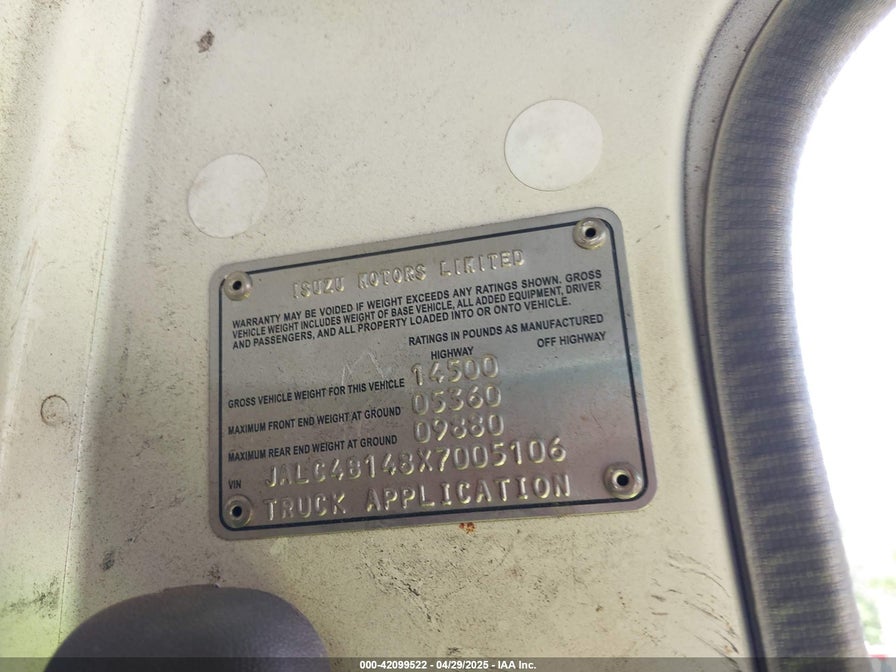 ISUZU MOTORS LIMITED
WARRANTY MAY BE VOIDED IF WEIGHT EXCEEDS ANY RATINGS SHOWN. GROSS
VEHICLE WEIGHT INCLUDES WEIGHT OF BASE VEHICLE, ALL ADDED EQUIPMENT, DRIVER
AND PASSENGERS, AND ALL PROPERTY LOADED INTO OR ONTO VEHICLE.
RATINGS IN POUNDS AS MANUFACTURED
HIGHWAY OFF HIGHWAY
GROSS VEHICLE WEIGHT FOR THIS VEHICLE 14500
MAXIMUM FRONT END WEIGHT AT GROUND 05360
MAXIMUM REAR END WEIGHT AT GROUND 09880
VIN JALC4B148X7005106
TRUCK APPLICATION
000-42099522 - 04/29/2025 - IAA Inc.